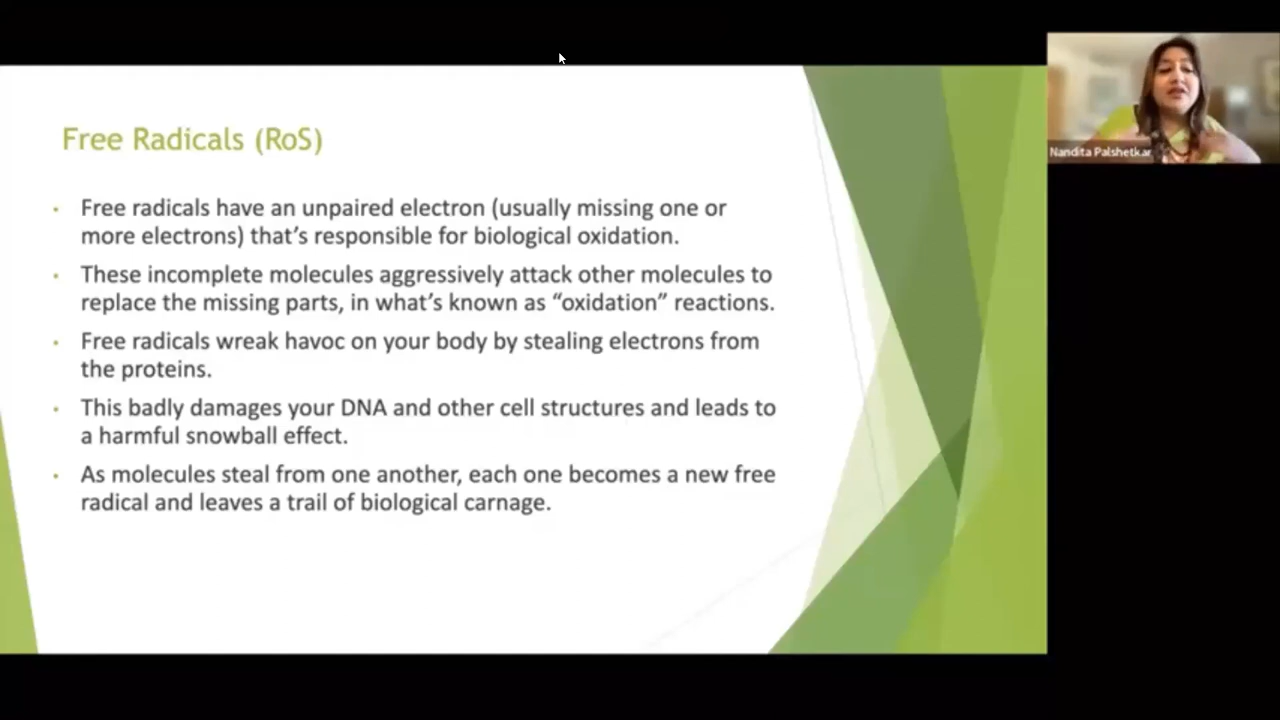 Free Radicals (RoS)
• Free radicals have an unpaired electron (usually missing one or
more electrons) that's responsible for biological oxidation.
• These incomplete molecules aggressively attack other molecules to
replace the missing parts, in what's known as “oxidation” reactions.
• Free radicals wreak havoc on your body by stealing electrons from
the proteins.
• This badly damages your DNA and other cell structures and leads to
a harmful snowball effect.
• As molecules steal from one another, each one becomes a new free
radical and leaves a trail of biological carnage.
Nandita Palshetkar